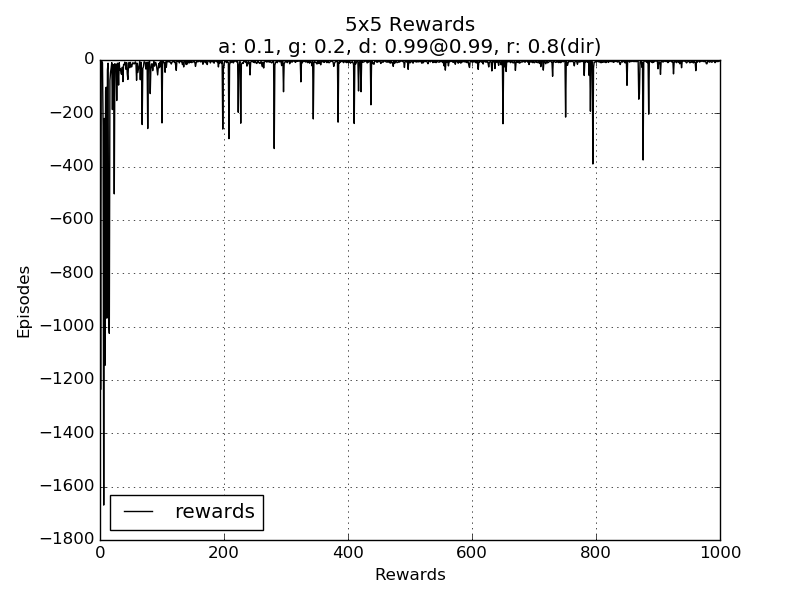 5x5 Rewards
a: 0.1, g: 0.2, d: 0.99@0.99, r: 0.8(dir)
0
−200
−400
−600
−800
−1000
−1200
−1400
−1600
−1800
Episodes
rewards
0 200 400 600 800 1000
Rewards